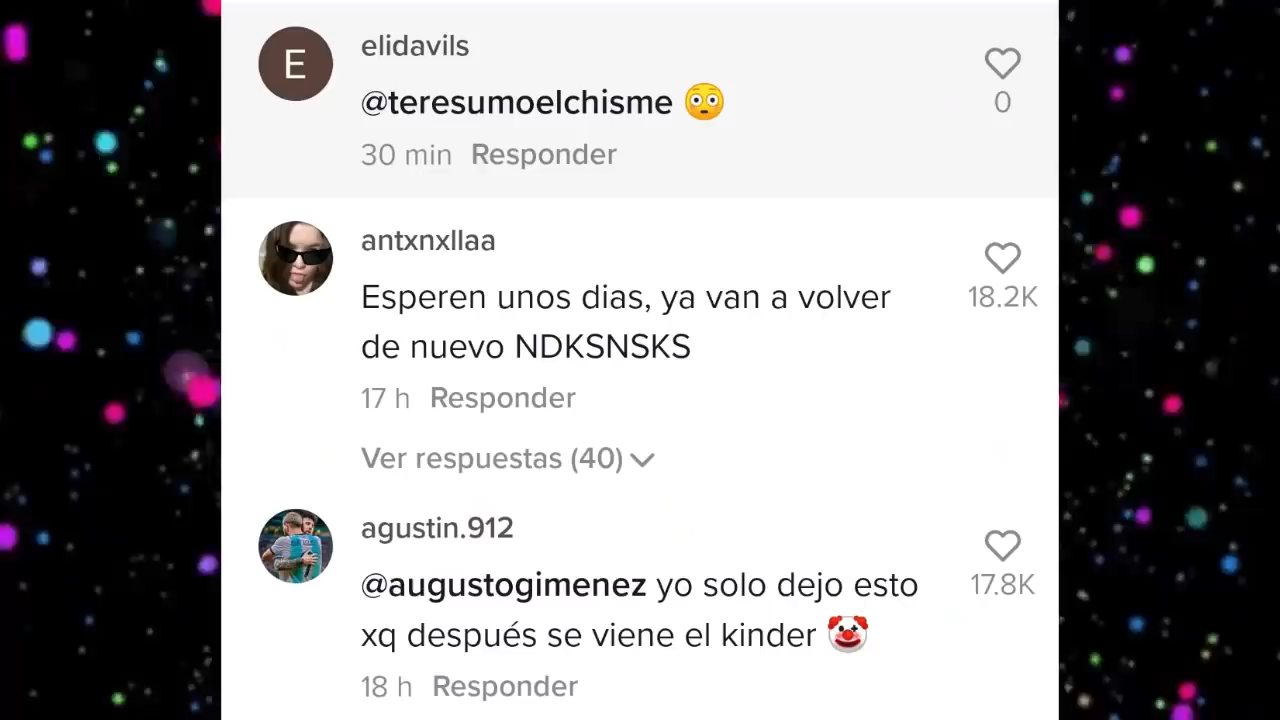 E
elidavils
@teresumoelchisme 😳
0
30 min Responder
antxnxllaa
Esperen unos dias, ya van a volver
18.2K
de nuevo NDKSNSKS
17 h Responder
Ver respuestas (40)
agustin.912
@augustogimenez yo solo dejo esto
17.8K
xq después se viene el kinder 🤡
18 h Responder